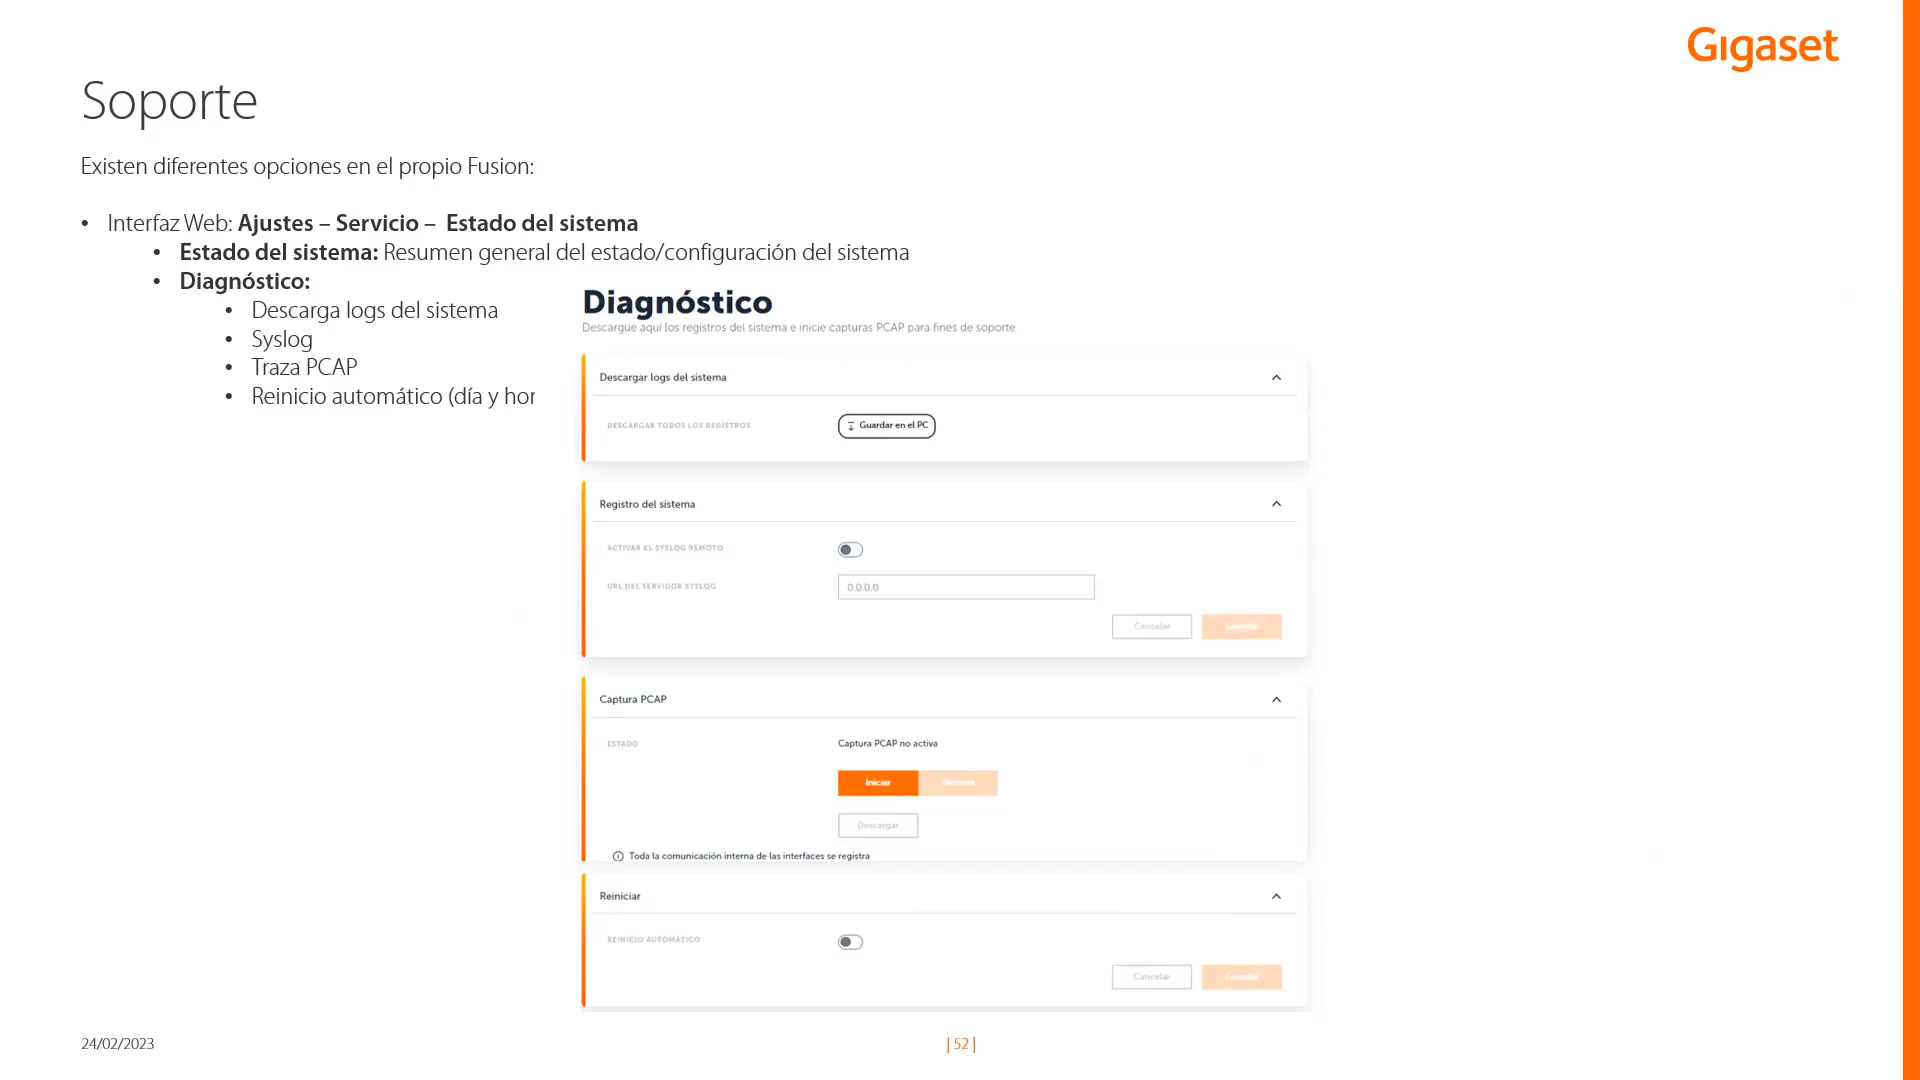 Gigaset
Soporte
Existen diferentes opciones en el propio Fusion:
• Interfaz Web: Ajustes – Servicio – Estado del sistema
• Estado del sistema: Resumen general del estado/configuración del sistema
• Diagnóstico:
• Descarga logs del sistema
• Syslog
• Traza PCAP
• Reinicio automático (día y hor
Diagnóstico
Descargue aquí los registros del sistema e inicie capturas PCAP para fines de soporte
Descargar logs del sistema
DESCARGAR TODOS LOS REGISTROS
Guardar en el PC
Registro del sistema
ACTIVAR EL SYSLOG REMOTO
URL DEL SERVIDOR SYSLOG
0.0.0.0
Cancelar
Guardar
Captura PCAP
ESTADO
Captura PCAP no activa
Iniciar
Descargar
Toda la comunicación interna de las interfaces se registra
Reiniciar
REINICIO AUTOMÁTICO
Cancelar
Guardar
24/02/2023
| 52 |